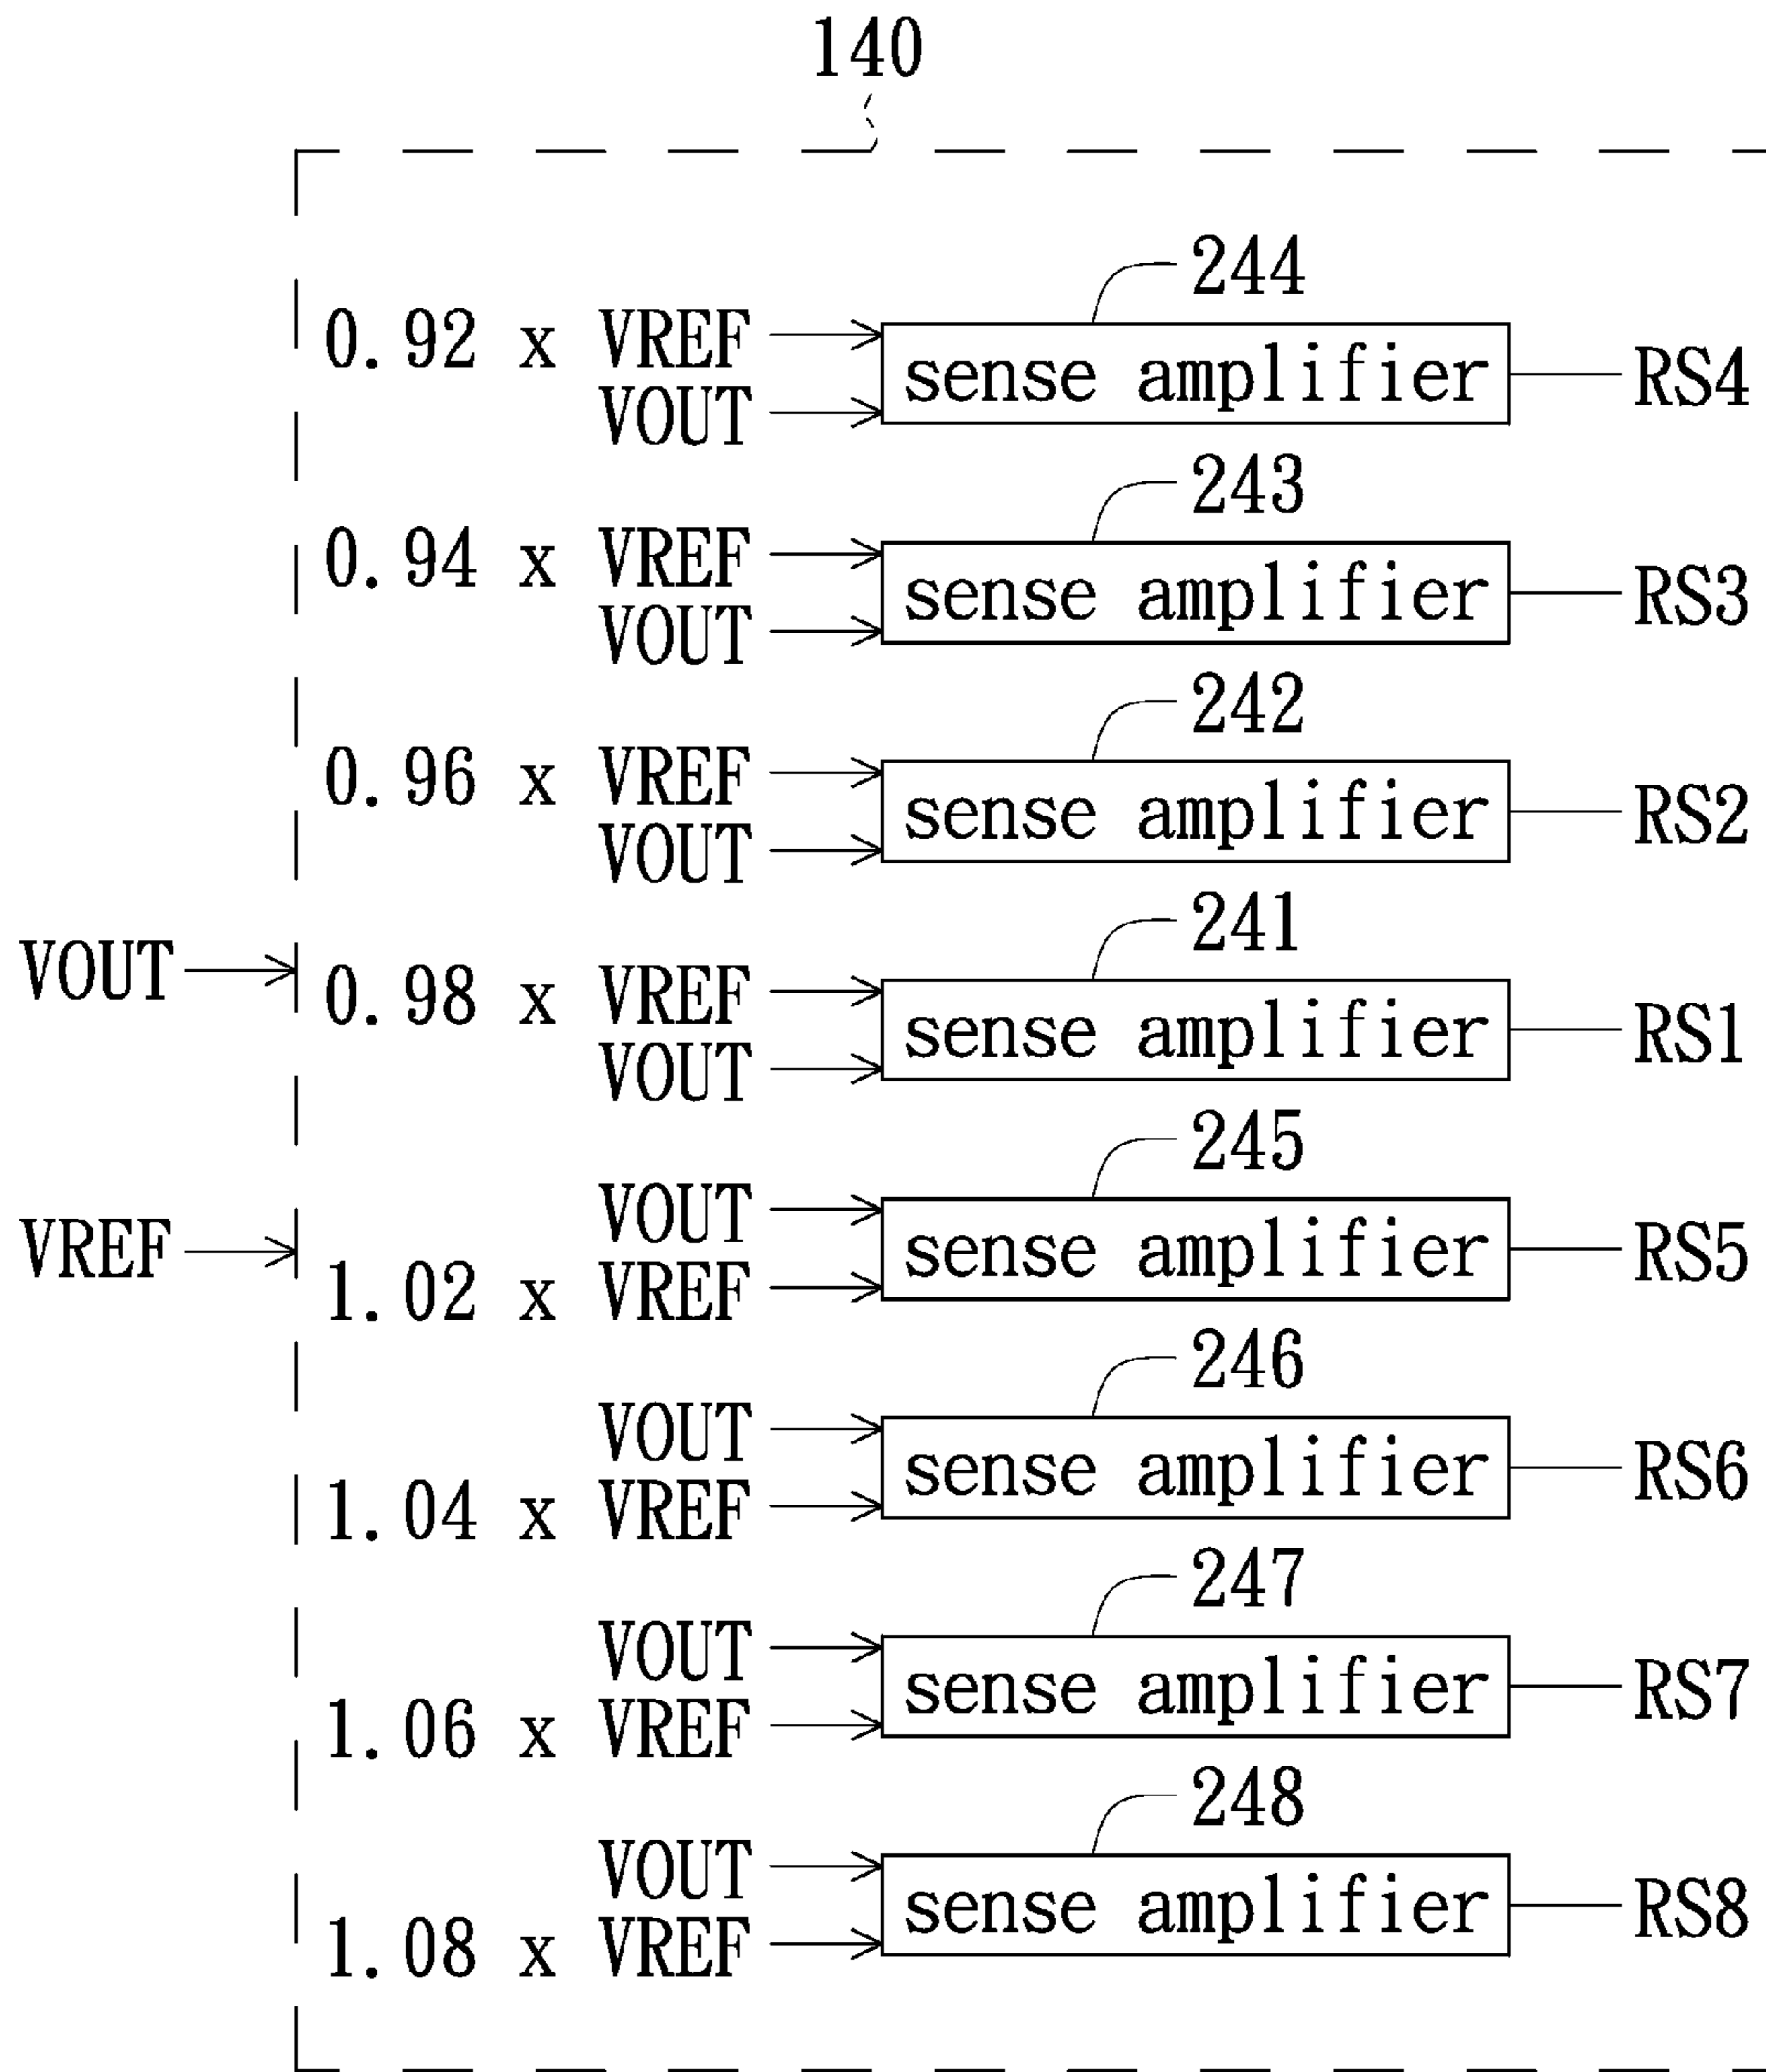 140
244
0.92 x VREF
VOUT
sense amplifier
RS4
243
0.94 x VREF
VOUT
sense amplifier
RS3
242
0.96 x VREF
VOUT
sense amplifier
RS2
241
VOUT
0.98 x VREF
VOUT
sense amplifier
RS1
245
VREF
VOUT
1.02 x VREF
sense amplifier
RS5
246
VOUT
1.04 x VREF
sense amplifier
RS6
247
VOUT
1.06 x VREF
sense amplifier
RS7
248
VOUT
1.08 x VREF
sense amplifier
RS8